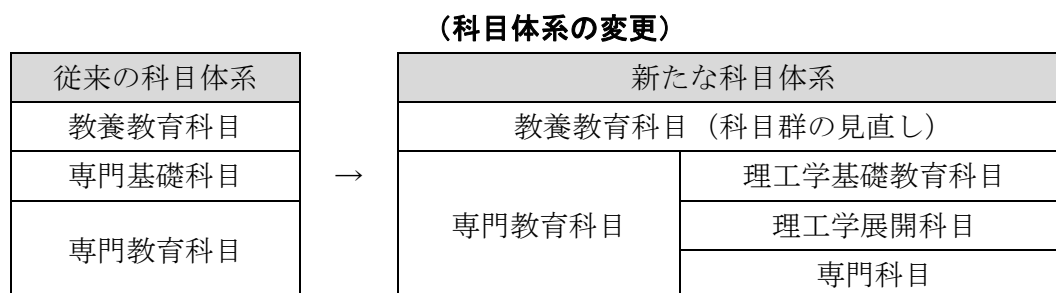 （科目体系の変更）
従来の科目体系
新たな科目体系
教養教育科目
教養教育科目（科目群の見直し）
専門基礎科目
→
理工学基礎教育科目
専門教育科目
専門教育科目
理工学展開科目
専門科目